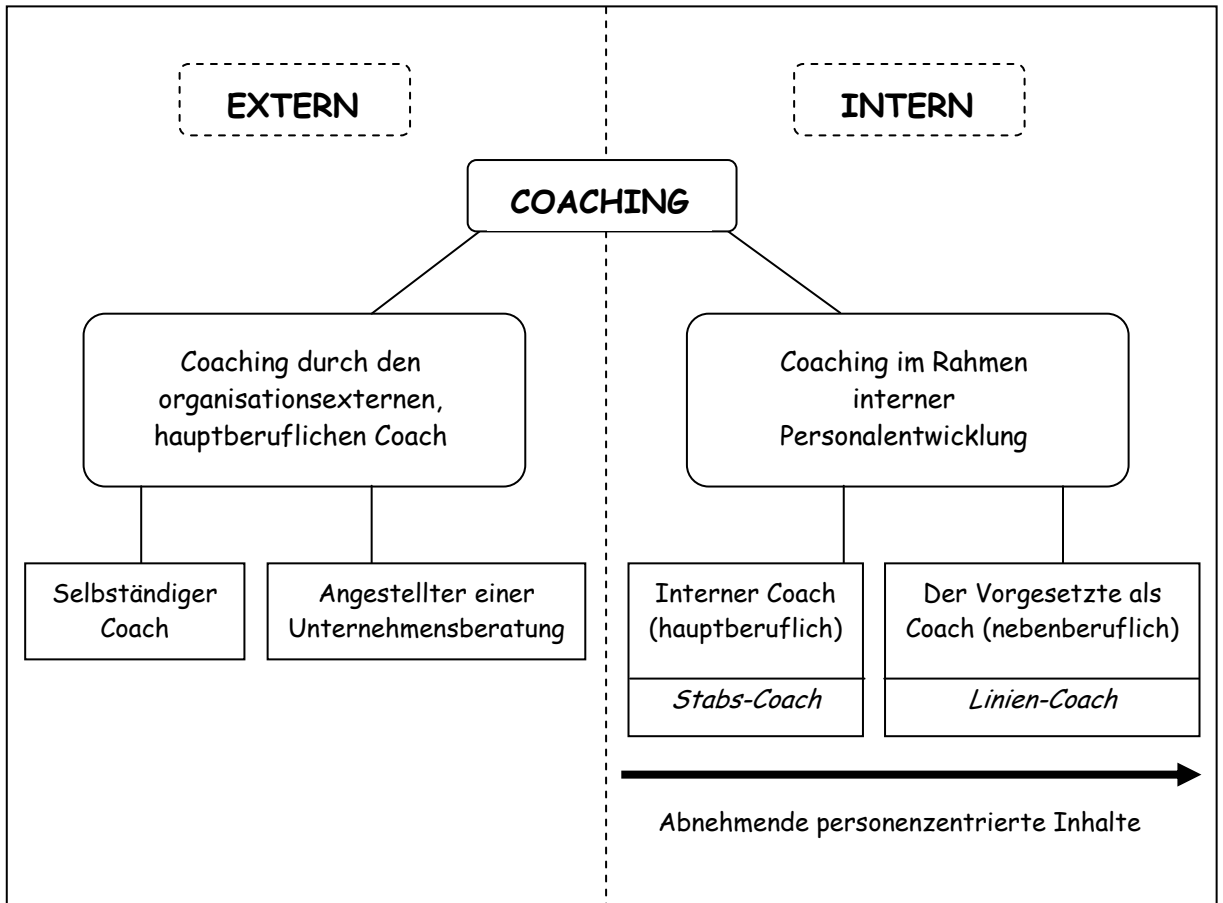 EXTERN
INTERN
COACHING
Coaching durch den
organisationsexternen,
hauptberuflichen Coach
Coaching im Rahmen
interner
Personalentwicklung
Selbständiger
Coach
Angestellter einer
Unternehmensberatung
Interner Coach
(hauptberuflich)
Stabs-Coach
Der Vorgesetzte als
Coach (nebenberuflich)
Linien-Coach
Abnehmende personenzentrierte Inhalte